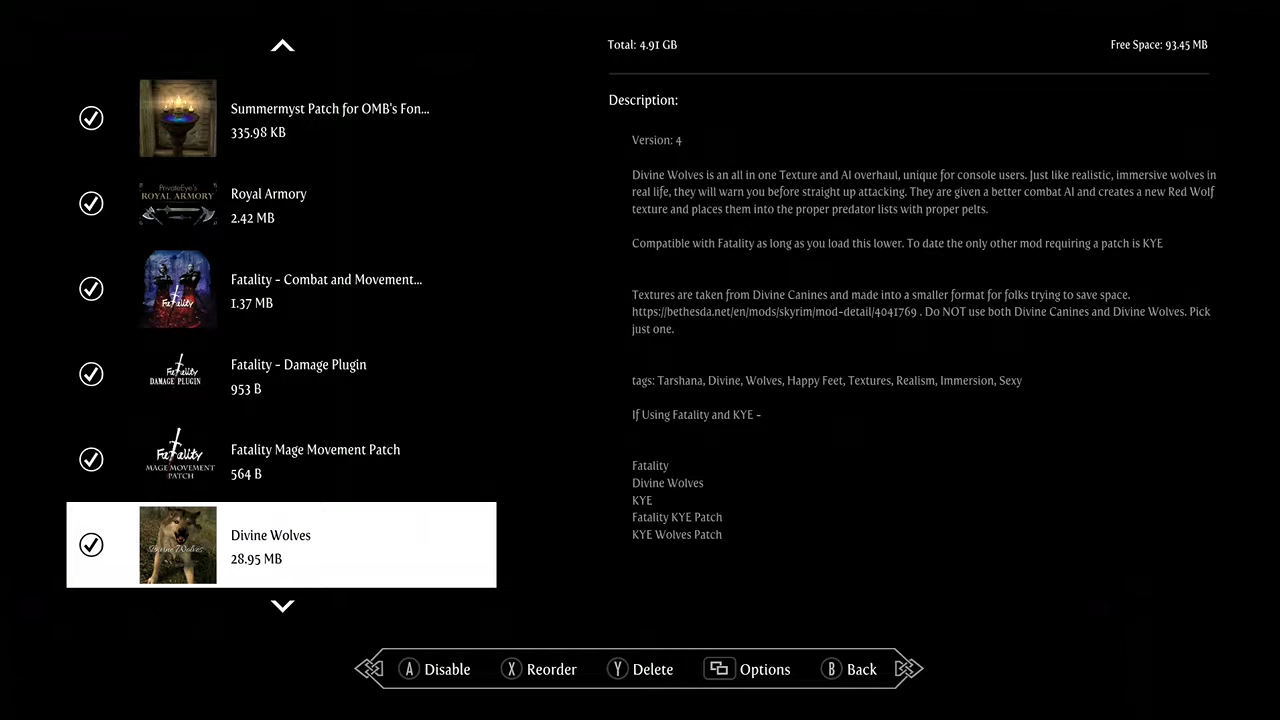 Total: 4.91 GB
Free Space: 93.45 MB
Summermyst Patch for OMB's Fon...
335.98 KB
PrivateEye's
ROYAL ARMORY
Royal Armory
2.42 MB
Fatality
Fatality - Combat and Movement...
1.37 MB
Fatality
DAMAGE PLUGIN
Fatality - Damage Plugin
953 B
Fatality
MAGE MOVEMENT
PATCH
Fatality Mage Movement Patch
564 B
Divine Wolves
Divine Wolves
28.95 MB
Description:
Version: 4
Divine Wolves is an all in one Texture and AI overhaul, unique for console users. Just like realistic, immersive wolves in
real life, they will warn you before straight up attacking. They are given a better combat AI and creates a new Red Wolf
texture and places them into the proper predator lists with proper pelts.
Compatible with Fatality as long as you load this lower. To date the only other mod requiring a patch is KYE
Textures are taken from Divine Canines and made into a smaller format for folks trying to save space.
https://bethesda.net/en/mods/skyrim/mod-detail/4041769 . Do NOT use both Divine Canines and Divine Wolves. Pick
just one.
tags: Tarshana, Divine, Wolves, Happy Feet, Textures, Realism, Immersion, Sexy
If Using Fatality and KYE -
Fatality
Divine Wolves
KYE
Fatality KYE Patch
KYE Wolves Patch
A Disable
X Reorder
Y Delete
Options
B Back